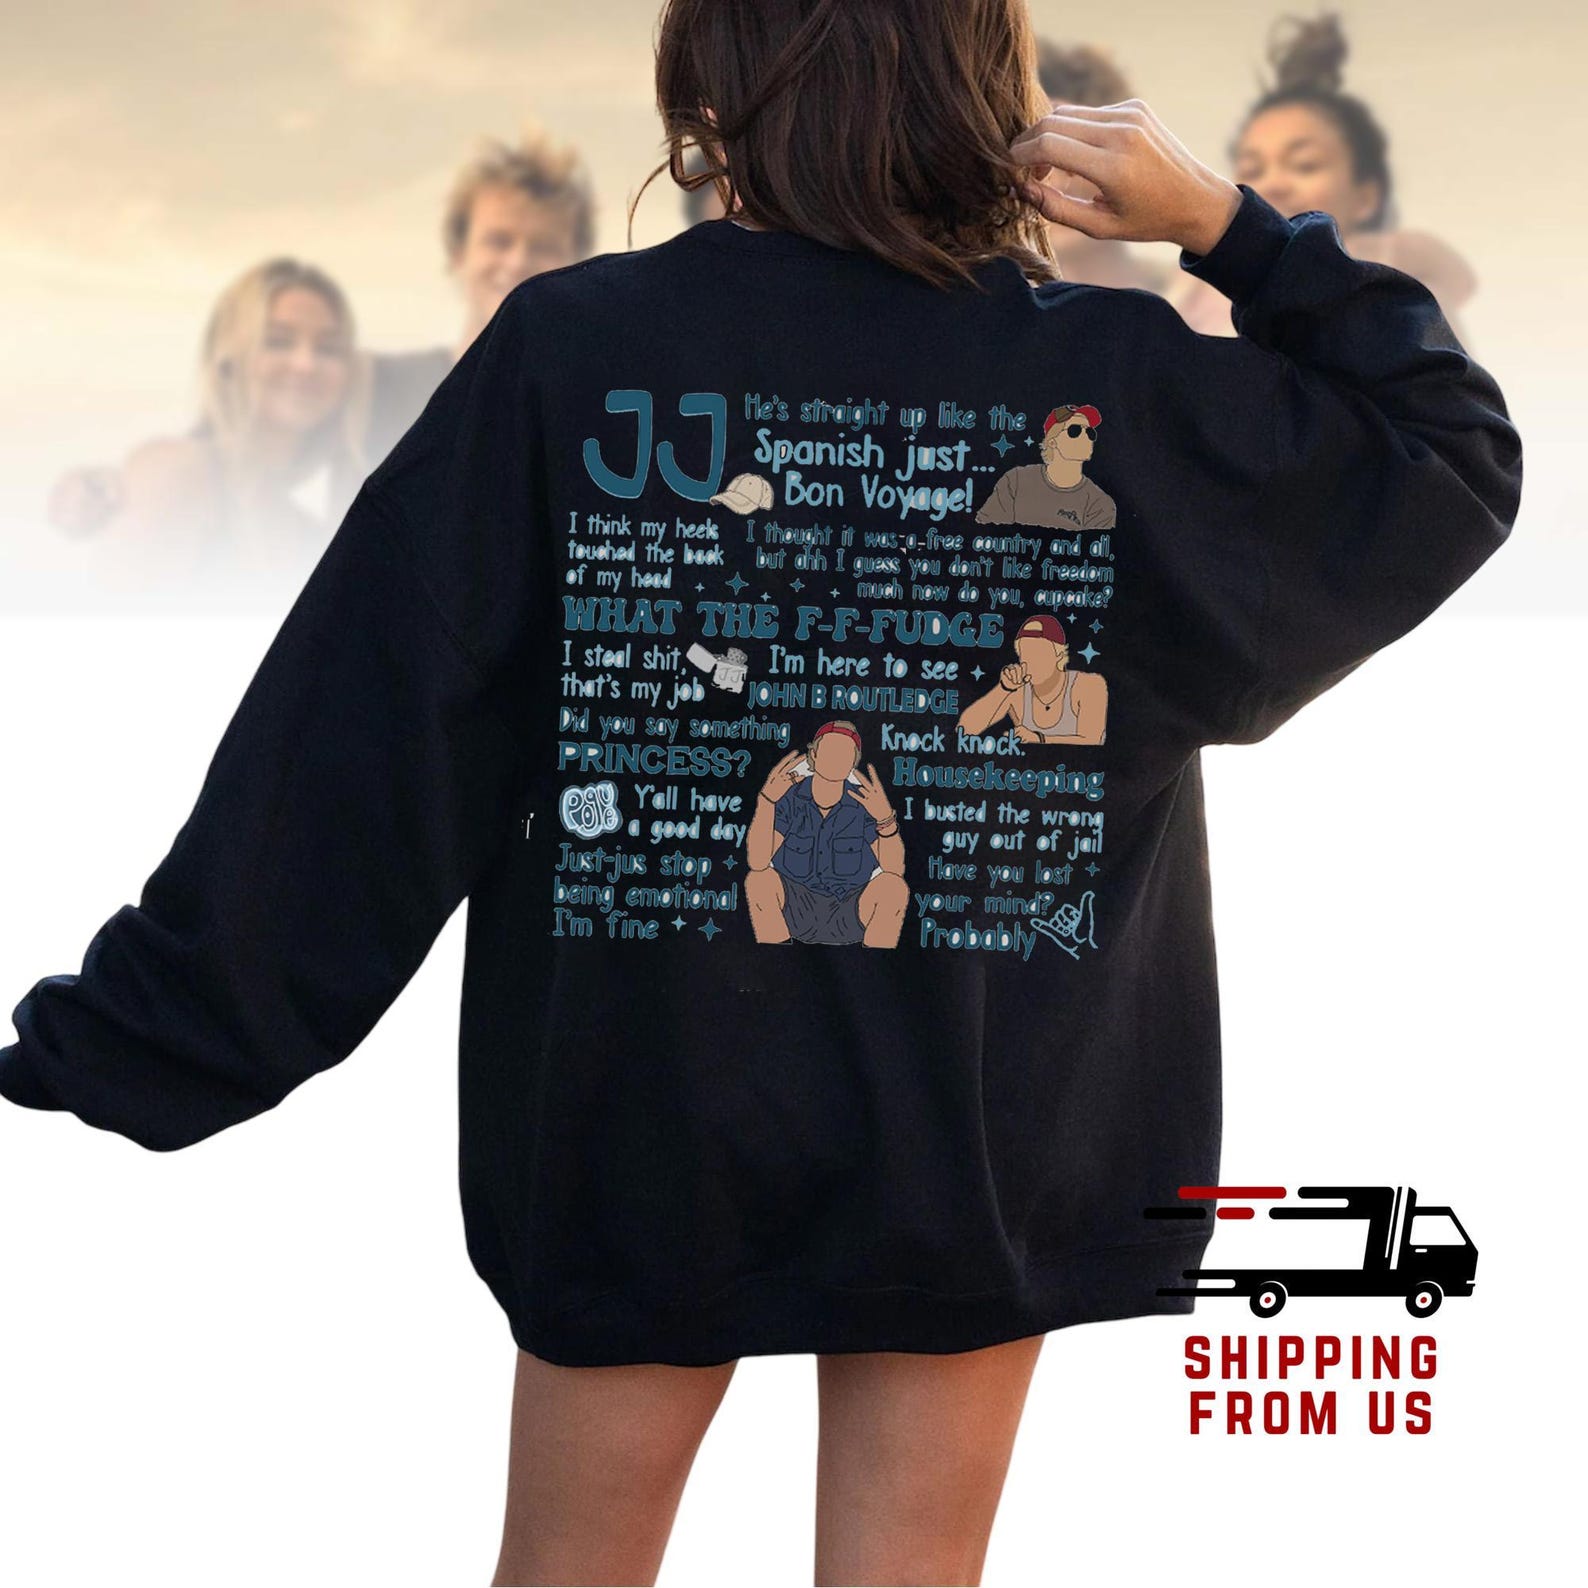 JJ
He's straight up like the
Spanish just...
Bon Voyage!
I think my heels
touched the back
of my head
I thought it was a free country and all,
but ahh I guess you don't like freedom
much now do you, cupcake?
WHAT THE F-F-FUDGE
I steal shit,
that's my job
JJ
I'm here to see
JOHN B ROUTLEDGE
Did you say something
PRINCESS?
Knock knock.
Housekeeping
POGUE
Y'all have
a good day
I busted the wrong
guy out of jail
Just-jus stop
being emotional
I'm fine
Have you lost
your mind?
Probably
SHIPPING
FROM US